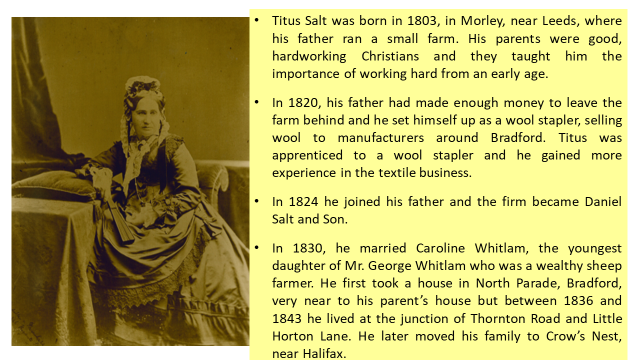 • Titus Salt was born in 1803, in Morley, near Leeds, where
his father ran a small farm. His parents were good,
hardworking Christians and they taught him the
importance of working hard from an early age.
• In 1820, his father had made enough money to leave the
farm behind and he set himself up as a wool stapler, selling
wool to manufacturers around Bradford. Titus was
apprenticed to a wool stapler and he gained more
experience in the textile business.
• In 1824 he joined his father and the firm became Daniel
Salt and Son.
• In 1830, he married Caroline Whitlam, the youngest
daughter of Mr. George Whitlam who was a wealthy sheep
farmer. He first took a house in North Parade, Bradford,
very near to his parent’s house but between 1836 and
1843 he lived at the junction of Thornton Road and Little
Horton Lane. He later moved his family to Crow’s Nest,
near Halifax.